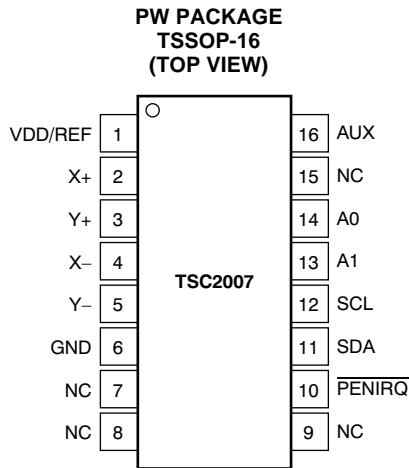 PW PACKAGE
TSSOP-16
(TOP VIEW)
VDD/REF 1 16 AUX
X+ 2 15 NC
Y+ 3 14 A0
X− 4 13 A1
TSC2007
Y− 5 12 SCL
GND 6 11 SDA
NC 7 10 PENIRQ
NC 8 9 NC